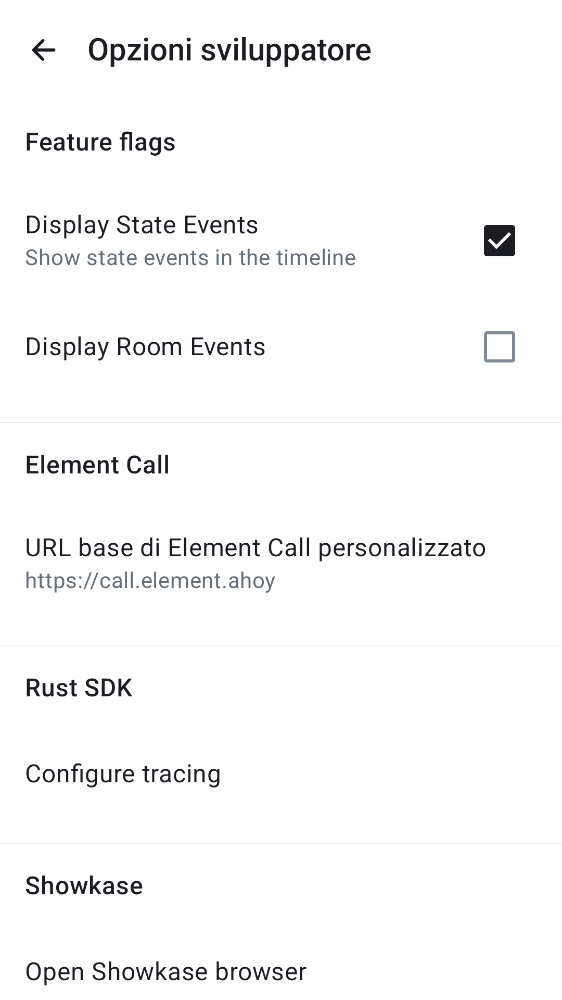 Opzioni sviluppatore
Feature flags
Display State Events
Show state events in the timeline
Display Room Events
Element Call
URL base di Element Call personalizzato
https://call.element.ahoy
Rust SDK
Configure tracing
Showkase
Open Showkase browser